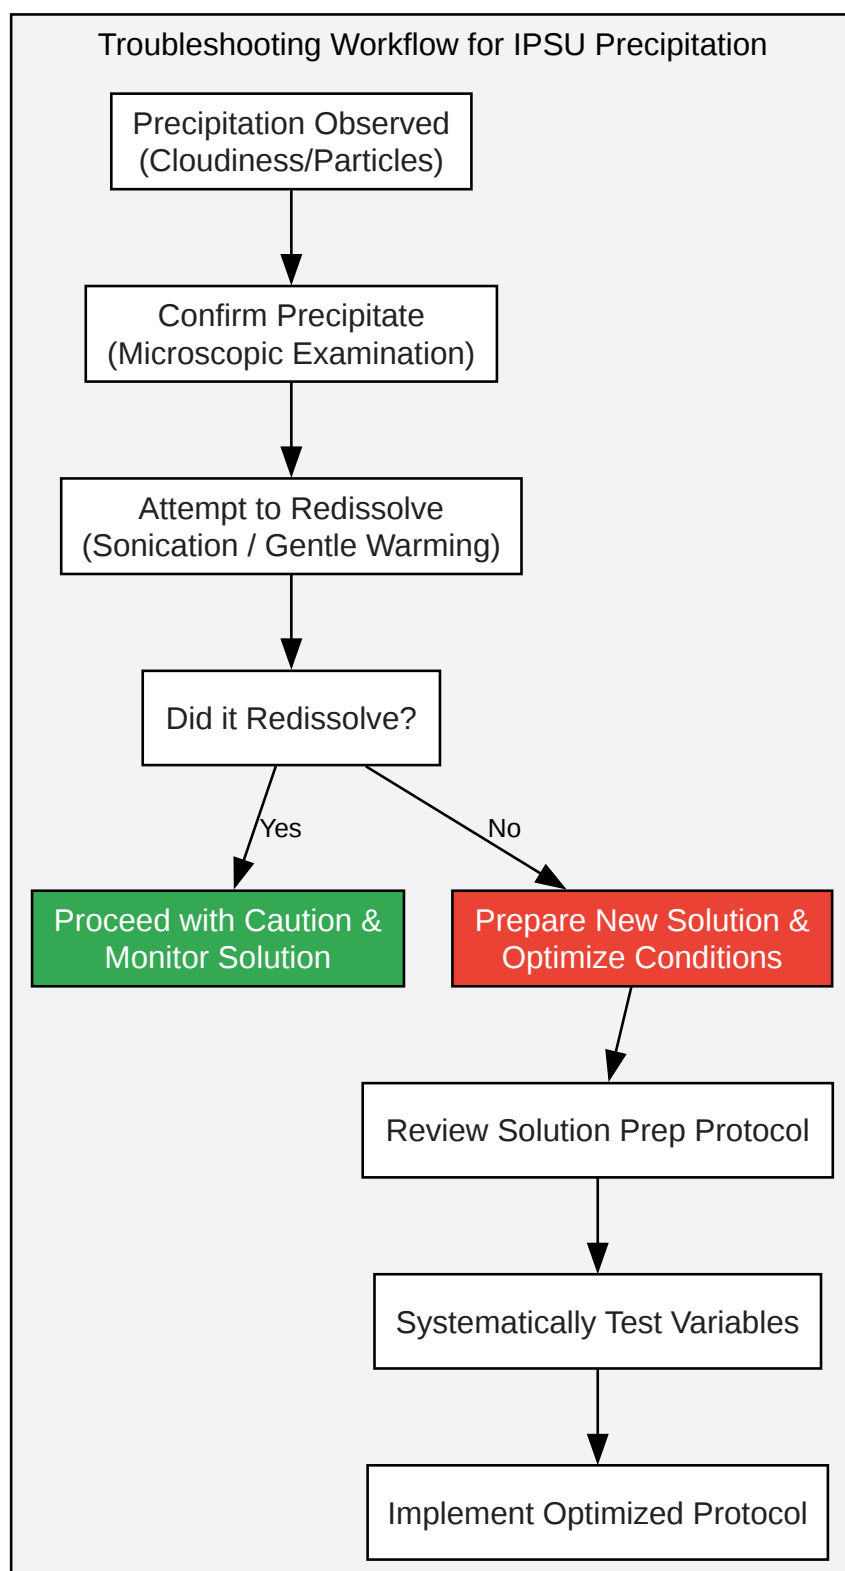 Troubleshooting Workflow for IPSU Precipitation
Precipitation Observed
(Cloudiness/Particles)
Confirm Precipitate
(Microscopic Examination)
Attempt to Redissolve
(Sonication / Gentle Warming)
Did it Redissolve?
Yes
No
Proceed with Caution &
Monitor Solution
Prepare New Solution &
Optimize Conditions
Review Solution Prep Protocol
Systematically Test Variables
Implement Optimized Protocol